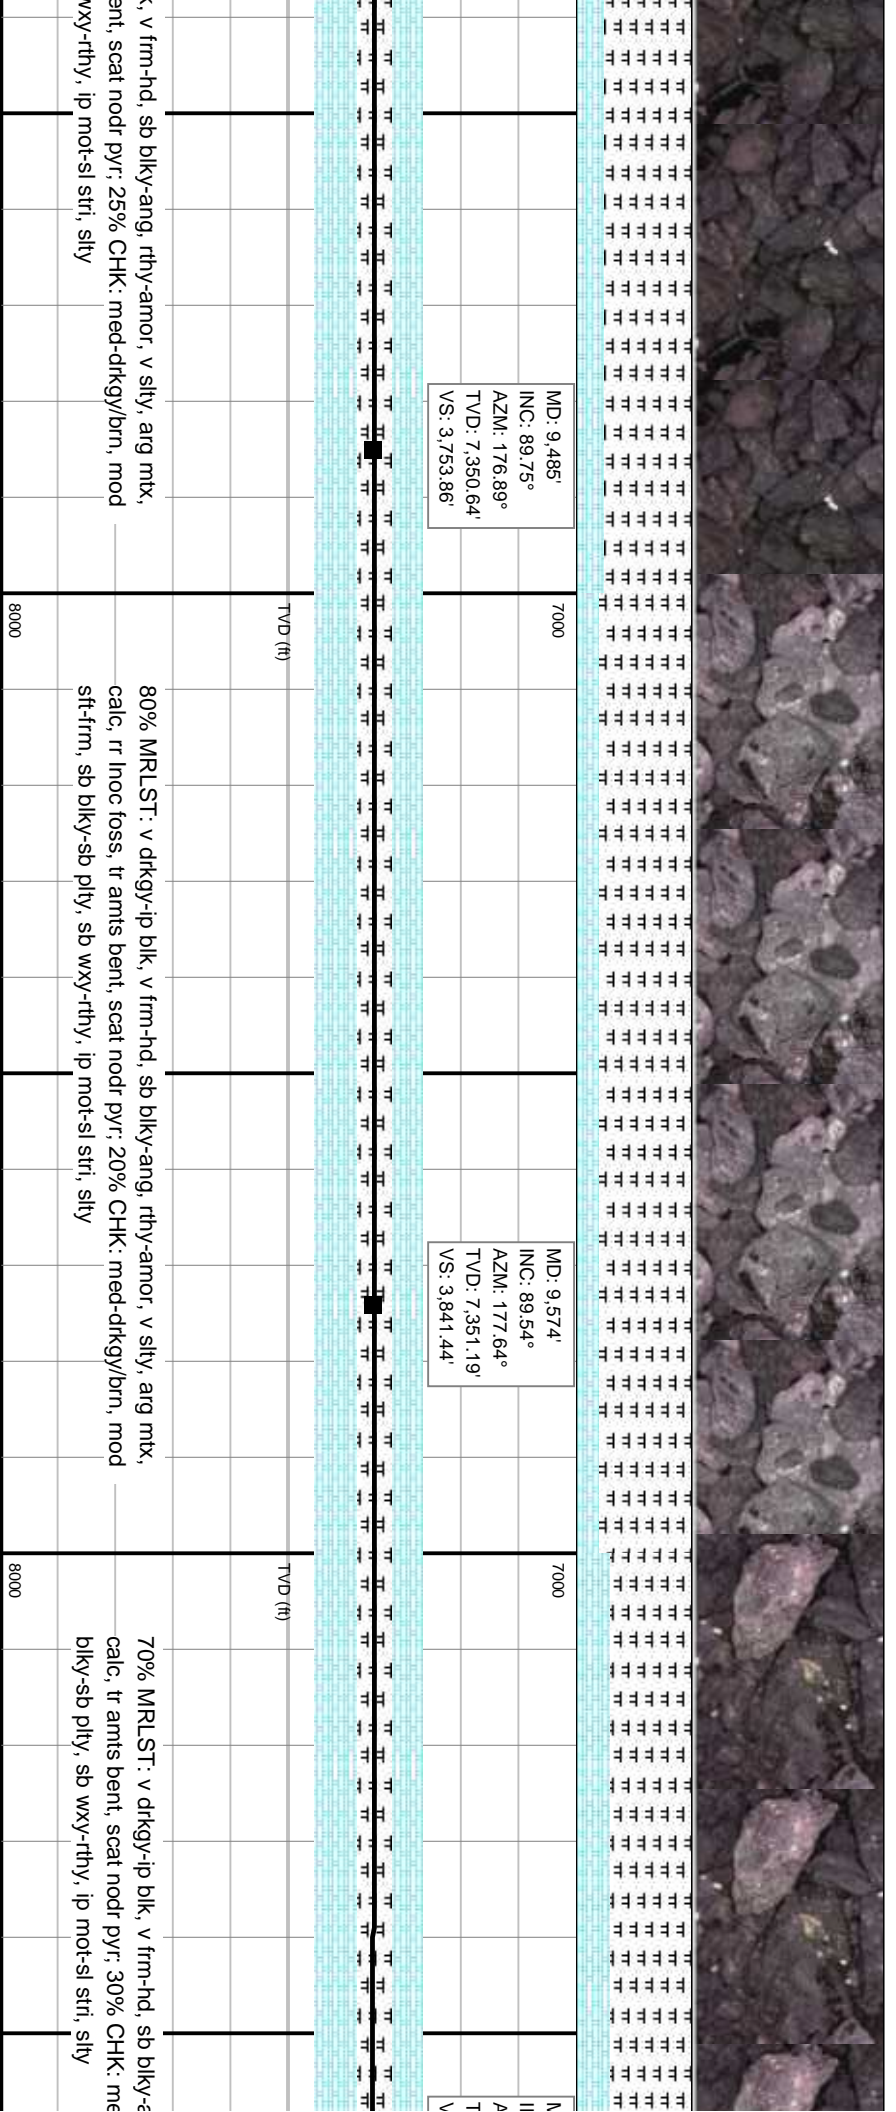 k, v frm-hd, sb blky-ang, rthy-amor, v slty, arg mtx,
ent, scat nodr pyr; 25% CHK: med-drkgy/brn, mod
wxy-rthy, ip mot-sl stri, slty
MD: 9,485'
INC: 89.75°
AZM: 176.89°
TVD: 7,350.64'
VS: 3,753.86'
7000
TVD (ft)
8000
80% MRLST: v drkgy-ip blk, v frm-hd, sb blky-ang, rthy-amor, v slty, arg mtx,
calc, rr Inoc foss, tr amts bent, scat nodr pyr; 20% CHK: med-drkgy/brn, mod
sft-frm, sb blky-sb plty, sb wxy-rthy, ip mot-sl stri, slty
MD: 9,574'
INC: 89.54°
AZM: 177.64°
TVD: 7,351.19'
VS: 3,841.44'
7000
TVD (ft)
8000
70% MRLST: v drkgy-ip blk, v frm-hd, sb blky-a
calc, tr amts bent, scat nodr pyr; 30% CHK: me
blky-sb plty, sb wxy-rthy, ip mot-sl stri, slty